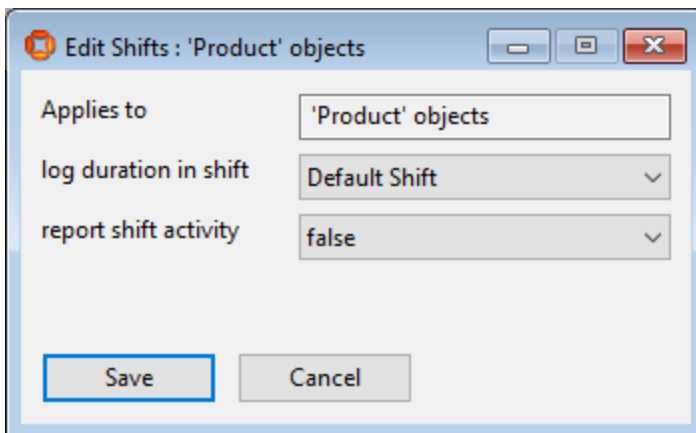 Edit Shifts : 'Product' objects
Applies to
'Product' objects
log duration in shift
Default Shift
report shift activity
false
Save
Cancel